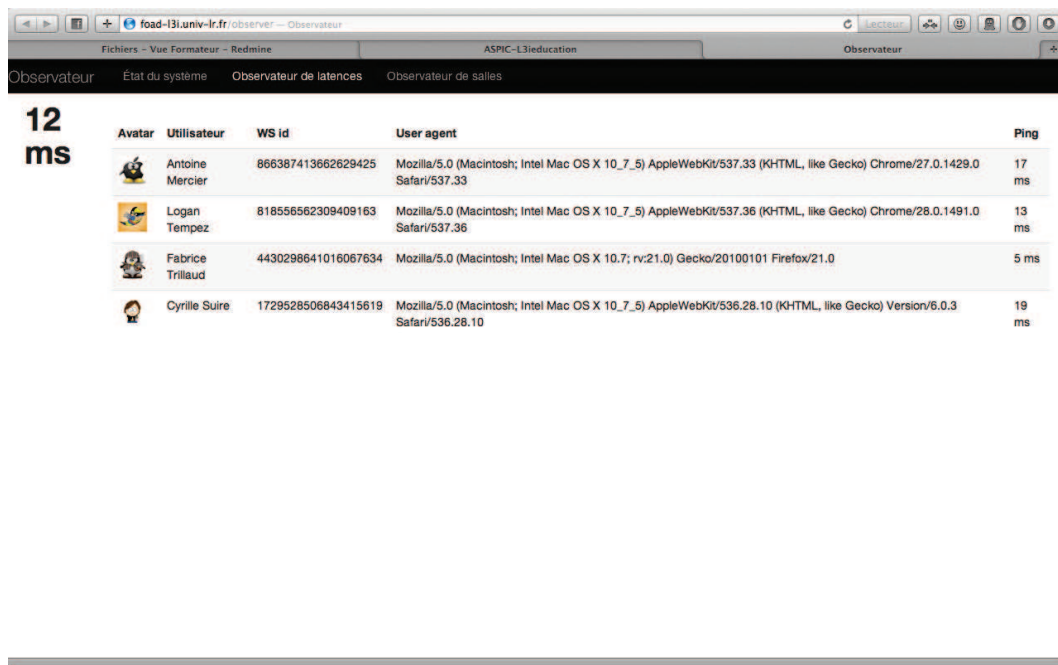 foad-l3i.univ-lr.fr/observer — Observateur
Lecteur
Fichiers – Vue Formateur – Redmine
ASPIC-L3ieducation
Observateur
Observateur
État du système
Observateur de latences
Observateur de salles
12
ms
Avatar Utilisateur WS id User agent Ping
Antoine 866387413662629425 Mozilla/5.0 (Macintosh; Intel Mac OS X 10_7_5) AppleWebKit/537.33 (KHTML, like Gecko) Chrome/27.0.1429.0 17
Mercier Safari/537.33 ms
Logan 818556562309409163 Mozilla/5.0 (Macintosh; Intel Mac OS X 10_7_5) AppleWebKit/537.36 (KHTML, like Gecko) Chrome/28.0.1491.0 13
Tempez Safari/537.36 ms
Fabrice 4430298641016067634 Mozilla/5.0 (Macintosh; Intel Mac OS X 10.7; rv:21.0) Gecko/20100101 Firefox/21.0 5 ms
Trillaud
Cyrille Suire 1729528506843415619 Mozilla/5.0 (Macintosh; Intel Mac OS X 10_7_5) AppleWebKit/536.28.10 (KHTML, like Gecko) Version/6.0.3 19
Safari/536.28.10 ms